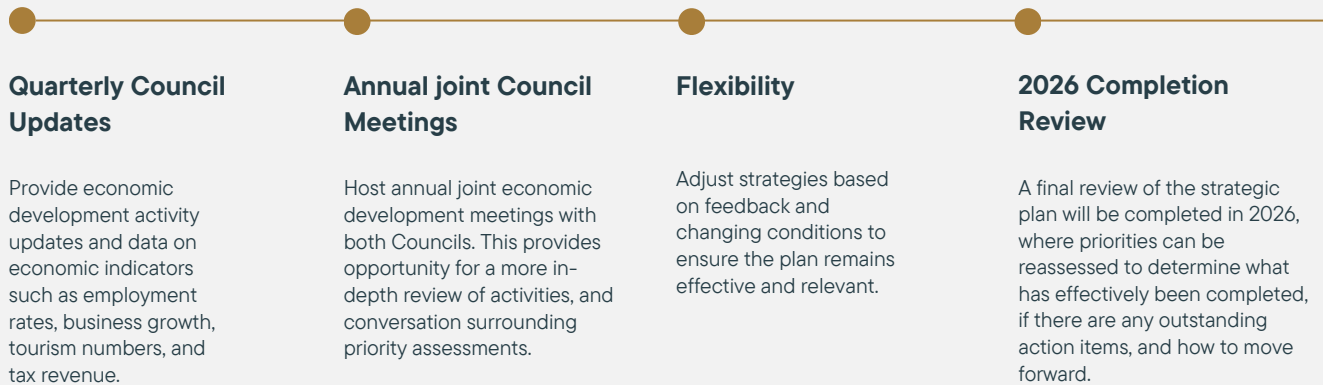 Quarterly Council
Updates
Provide economic
development activity
updates and data on
economic indicators
such as employment
rates, business growth,
tourism numbers, and
tax revenue.
Annual joint Council
Meetings
Host annual joint economic
development meetings with
both Councils. This provides
opportunity for a more in-
depth review of activities, and
conversation surrounding
priority assessments.
Flexibility
Adjust strategies based
on feedback and
changing conditions to
ensure the plan remains
effective and relevant.
2026 Completion
Review
A final review of the strategic
plan will be completed in 2026,
where priorities can be
reassessed to determine what
has effectively been completed,
if there are any outstanding
action items, and how to move
forward.